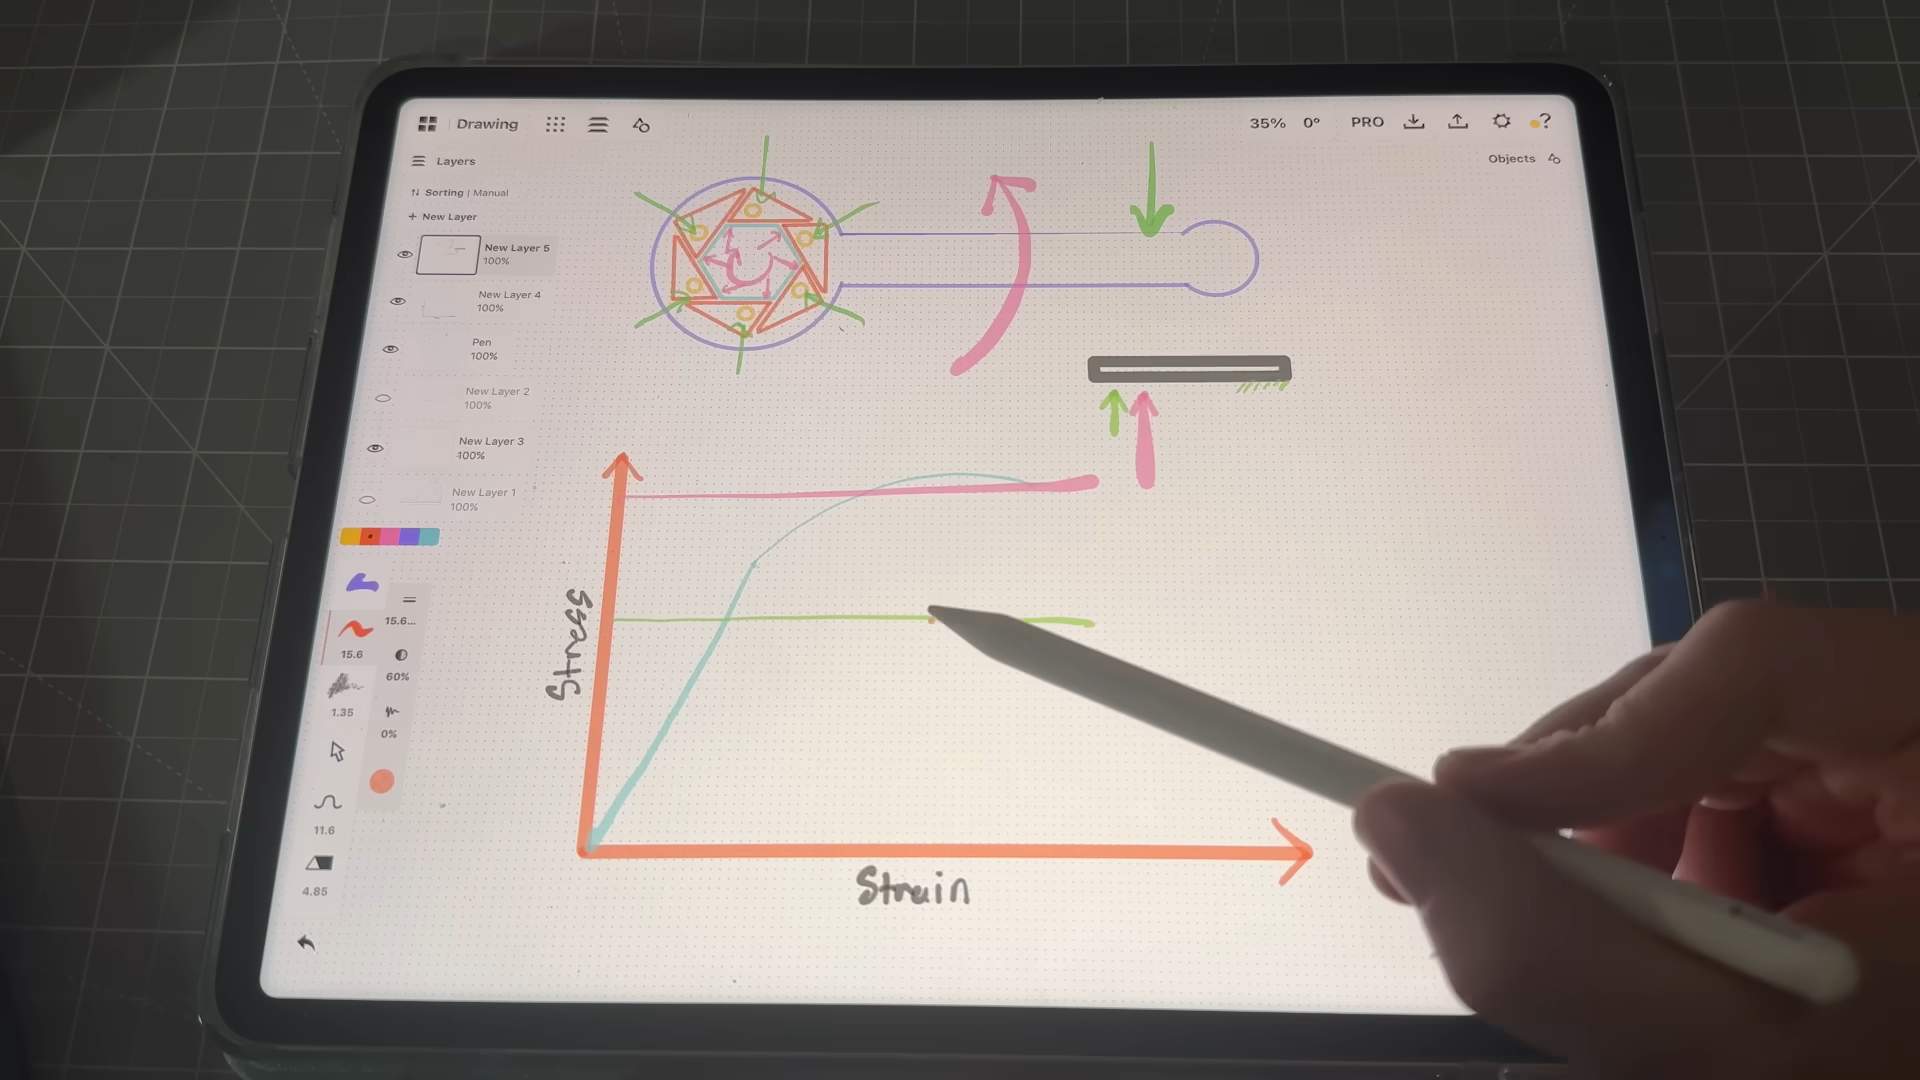 Drawing
35% 0° PRO
?
Layers
Objects
Sorting | Manual
+ New Layer
New Layer 5
100%
New Layer 4
100%
Pen
100%
New Layer 2
100%
New Layer 3
100%
New Layer 1
100%
15.6...
15.6
60%
1.35
0%
11.6
4.85
Stress
Strain